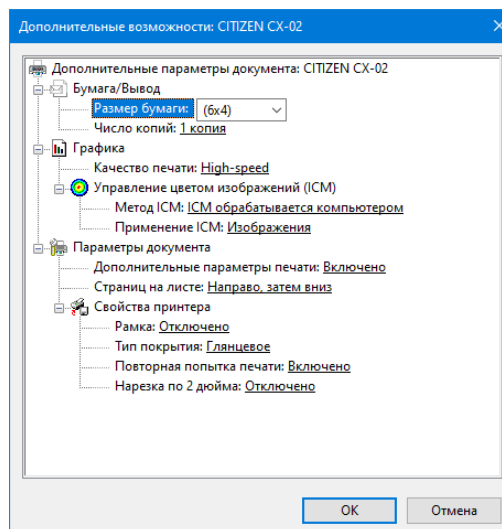 Дополнительные возможности: CITIZEN CX-02
Дополнительные параметры документа: CITIZEN CX-02
Бумага/Вывод
Размер бумаги: (6x4)
Число копий: 1 копия
Графика
Качество печати: High-speed
Управление цветом изображений (ICM)
Метод ICM: ICM обрабатывается компьютером
Применение ICM: Изображения
Параметры документа
Дополнительные параметры печати: Включено
Страниц на листе: Направо, затем вниз
Свойства принтера
Рамка: Отключено
Тип покрытия: Глянцевое
Повторная попытка печати: Включено
Нарезка по 2 дюйма: Отключено
OK Отмена